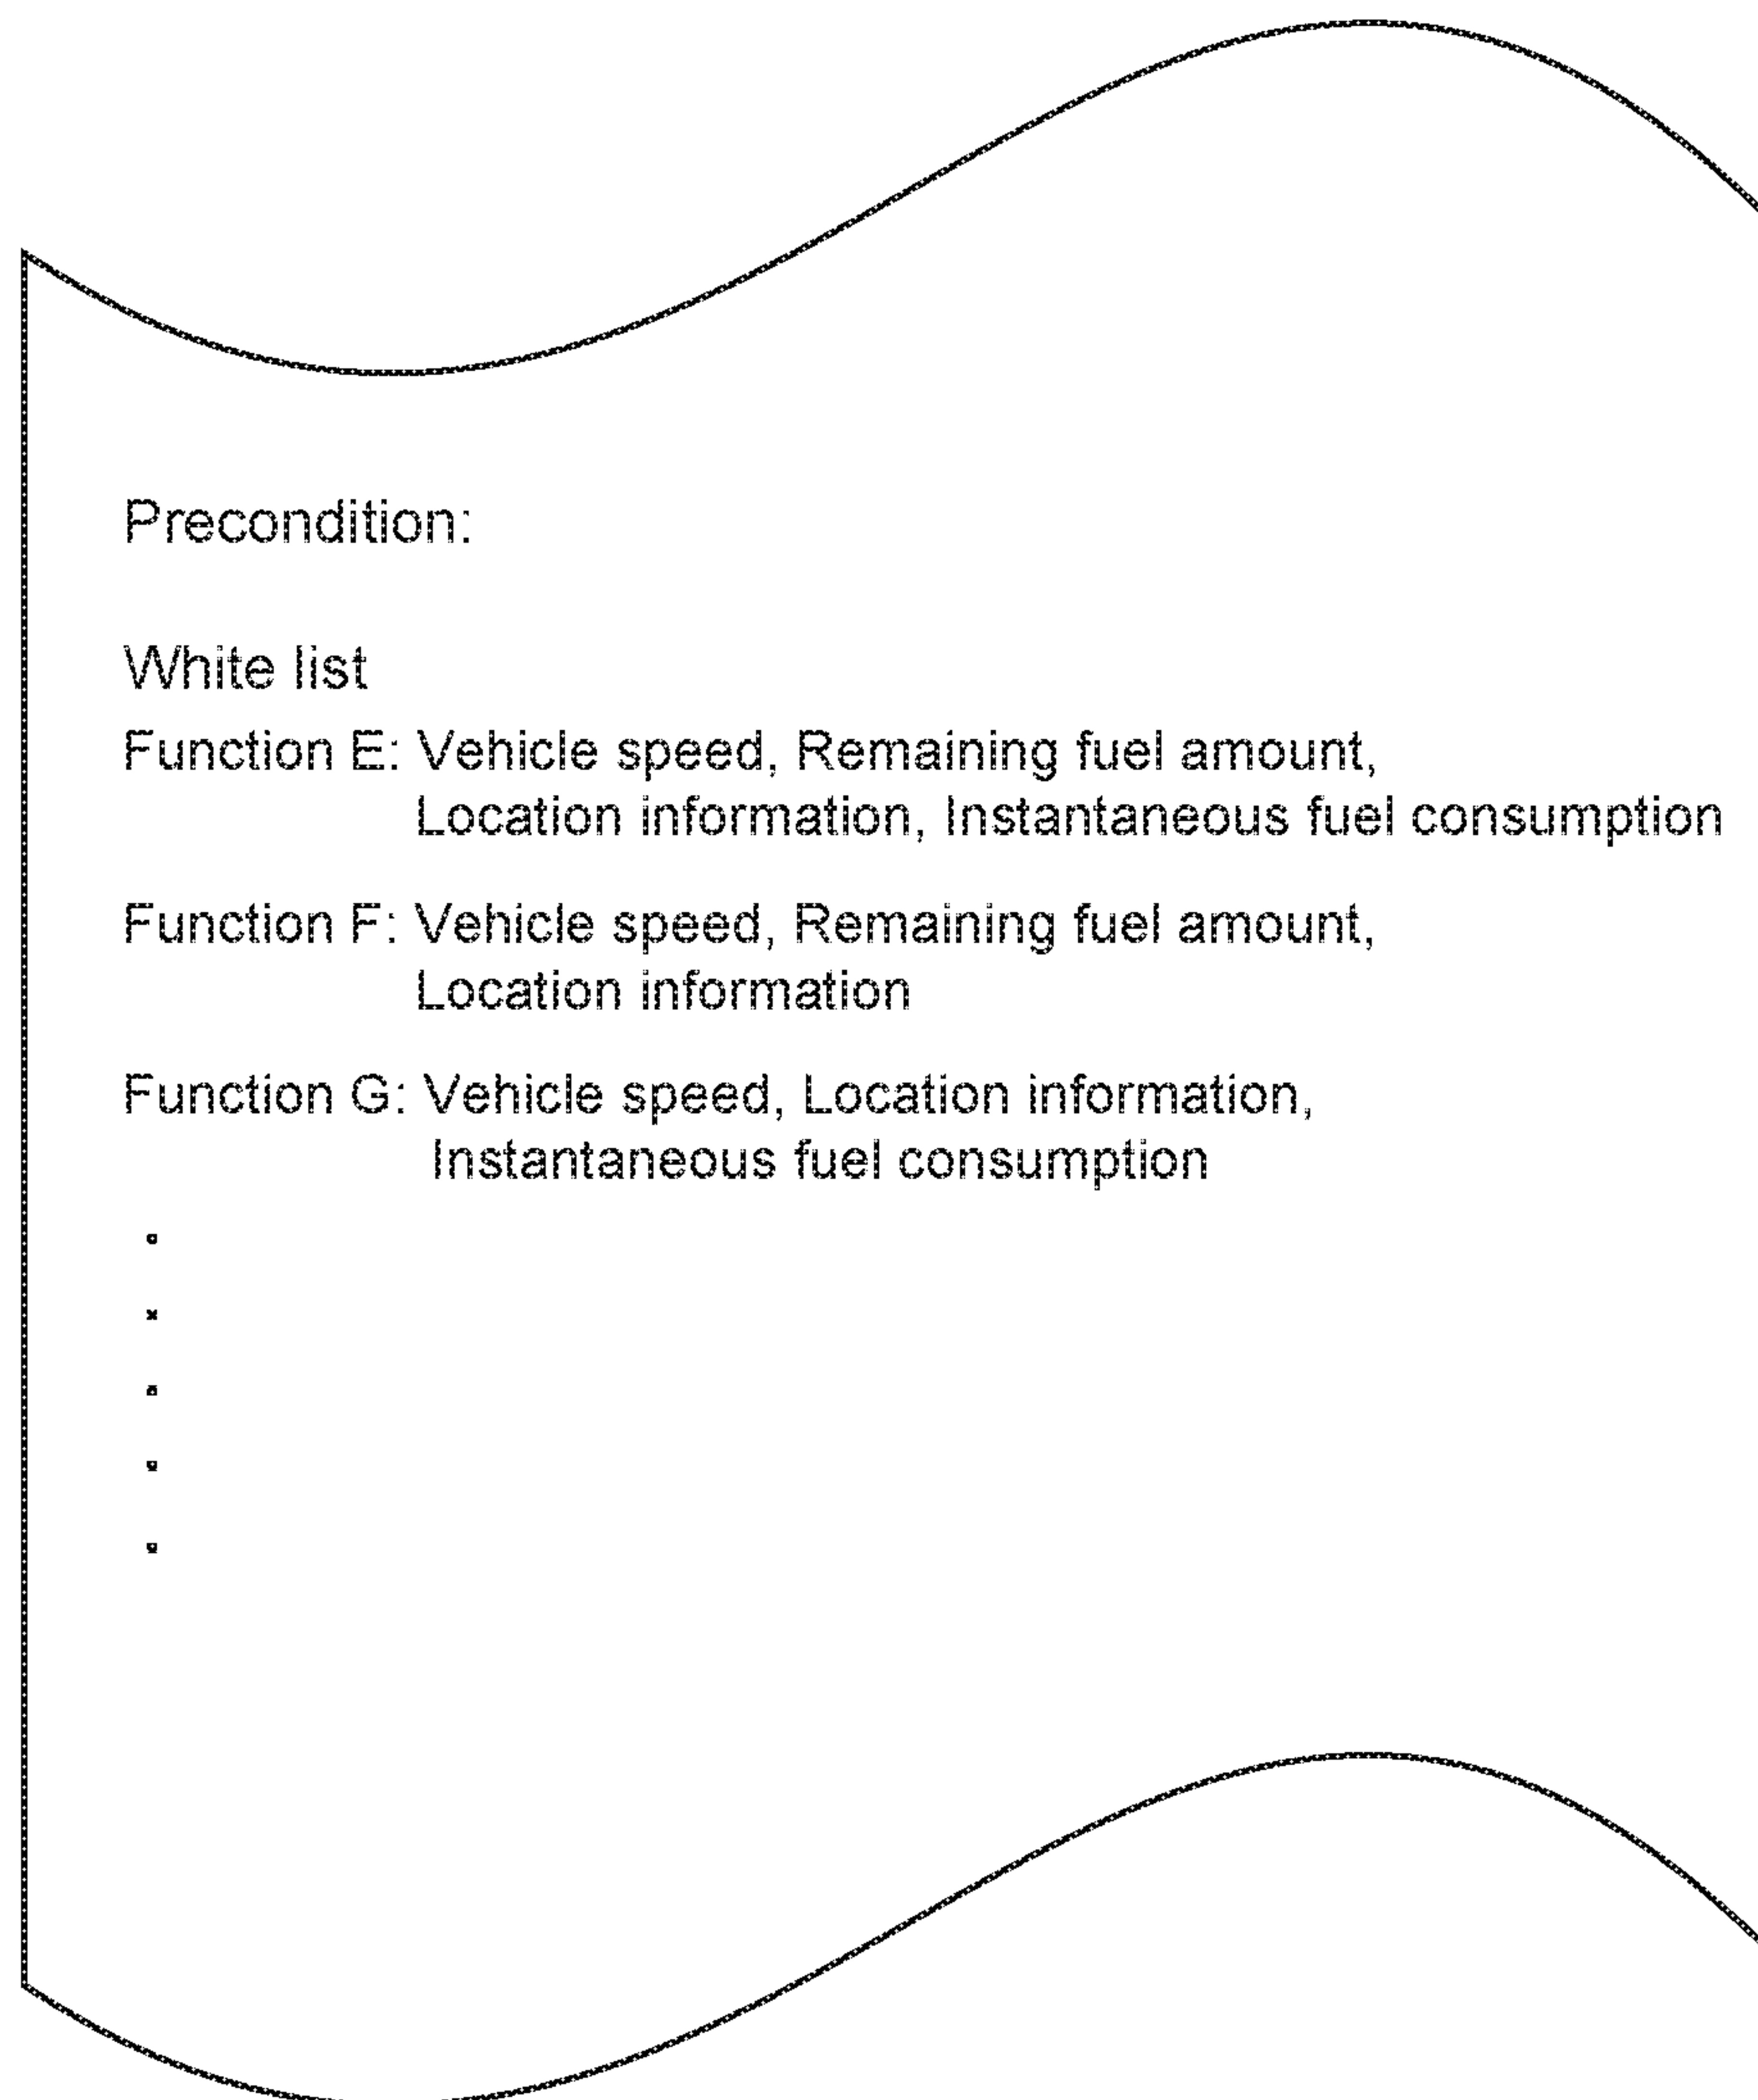 Precondition:
White list
Function E: Vehicle speed, Remaining fuel amount,
Location information, Instantaneous fuel consumption
Function F: Vehicle speed, Remaining fuel amount,
Location information
Function G: Vehicle speed, Location information,
Instantaneous fuel consumption